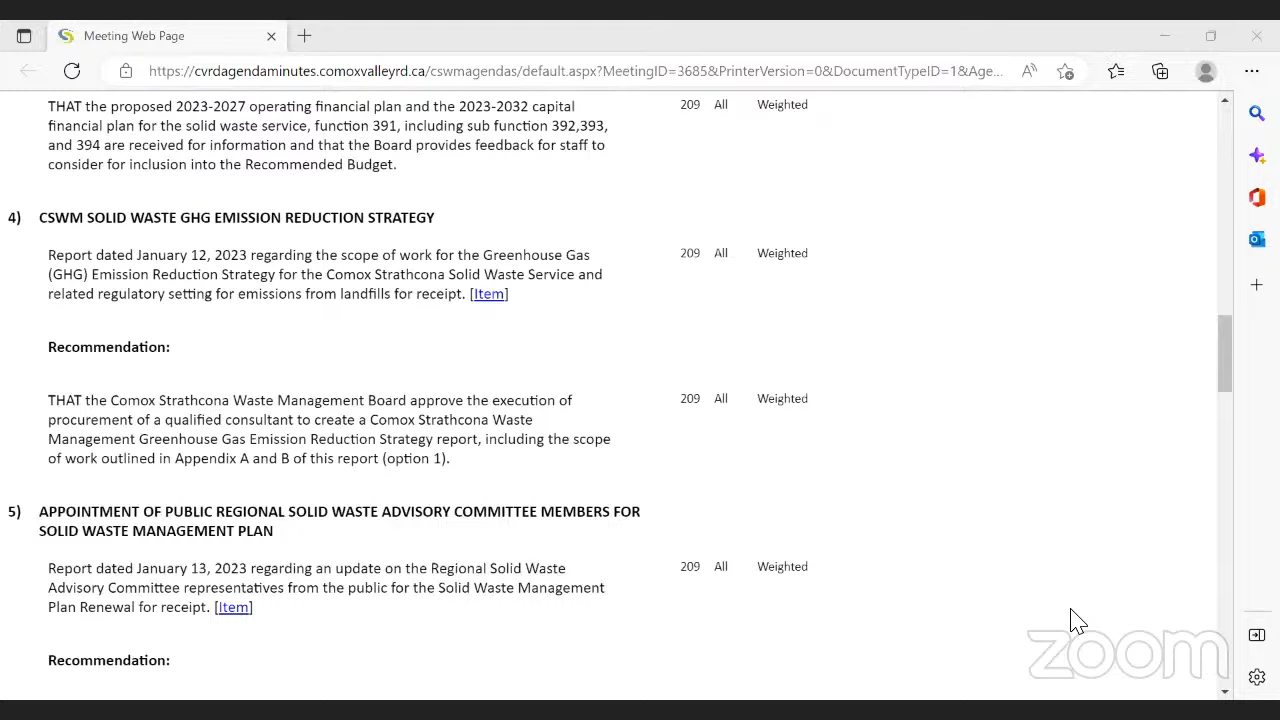 Meeting Web Page
https://cvrdagendaminutes.comoxvalleyrd.ca/cswmagendas/default.aspx?MeetingID=3685&PrinterVersion=0&DocumentTypeID=1&Age...
THAT the proposed 2023-2027 operating financial plan and the 2023-2032 capital 209 All Weighted
financial plan for the solid waste service, function 391, including sub function 392,393,
and 394 are received for information and that the Board provides feedback for staff to
consider for inclusion into the Recommended Budget.
4) CSWM SOLID WASTE GHG EMISSION REDUCTION STRATEGY
Report dated January 12, 2023 regarding the scope of work for the Greenhouse Gas 209 All Weighted
(GHG) Emission Reduction Strategy for the Comox Strathcona Solid Waste Service and
related regulatory setting for emissions from landfills for receipt. [Item]
Recommendation:
THAT the Comox Strathcona Waste Management Board approve the execution of 209 All Weighted
procurement of a qualified consultant to create a Comox Strathcona Waste
Management Greenhouse Gas Emission Reduction Strategy report, including the scope
of work outlined in Appendix A and B of this report (option 1).
5) APPOINTMENT OF PUBLIC REGIONAL SOLID WASTE ADVISORY COMMITTEE MEMBERS FOR
SOLID WASTE MANAGEMENT PLAN
Report dated January 13, 2023 regarding an update on the Regional Solid Waste 209 All Weighted
Advisory Committee representatives from the public for the Solid Waste Management
Plan Renewal for receipt. [Item]
Recommendation:
zoom